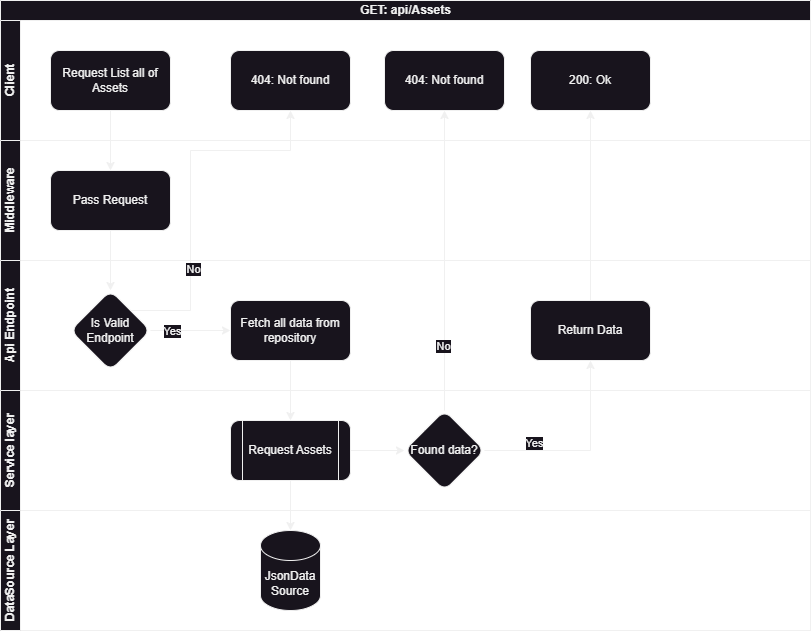 GET: api/Assets
Client
Request List all of
Assets
404: Not found
404: Not found
200: Ok
Middleware
Pass Request
No
Api Endpoint
Is Valid
Endpoint
Yes
Fetch all data from
repository
No
Return Data
Service layer
Request Assets
Found data?
Yes
DataSource Layer
JsonData
Source